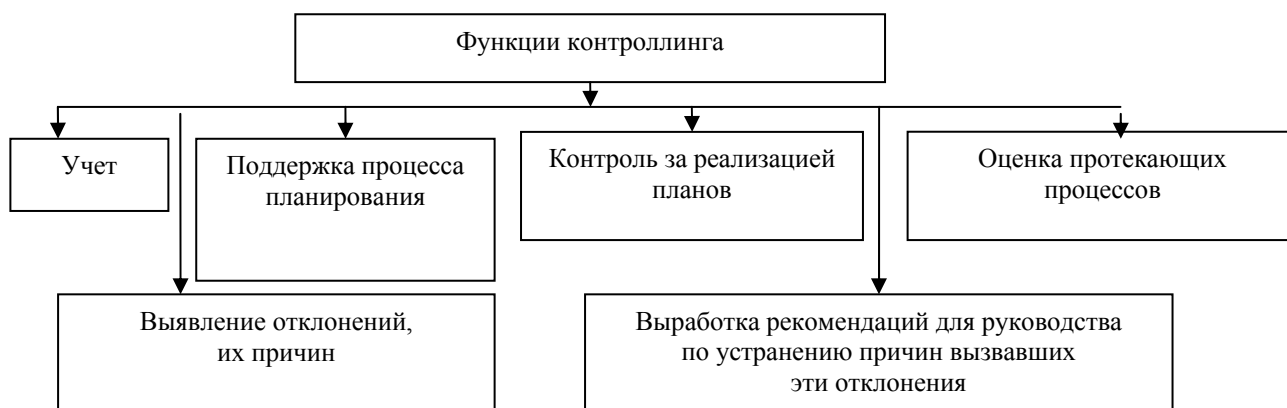 Функции контроллинга
Учет
Поддержка процесса
планирования
Контроль за реализацией
планов
Оценка протекающих
процессов
Выявление отклонений,
их причин
Выработка рекомендаций для руководства
по устранению причин вызвавших
эти отклонения